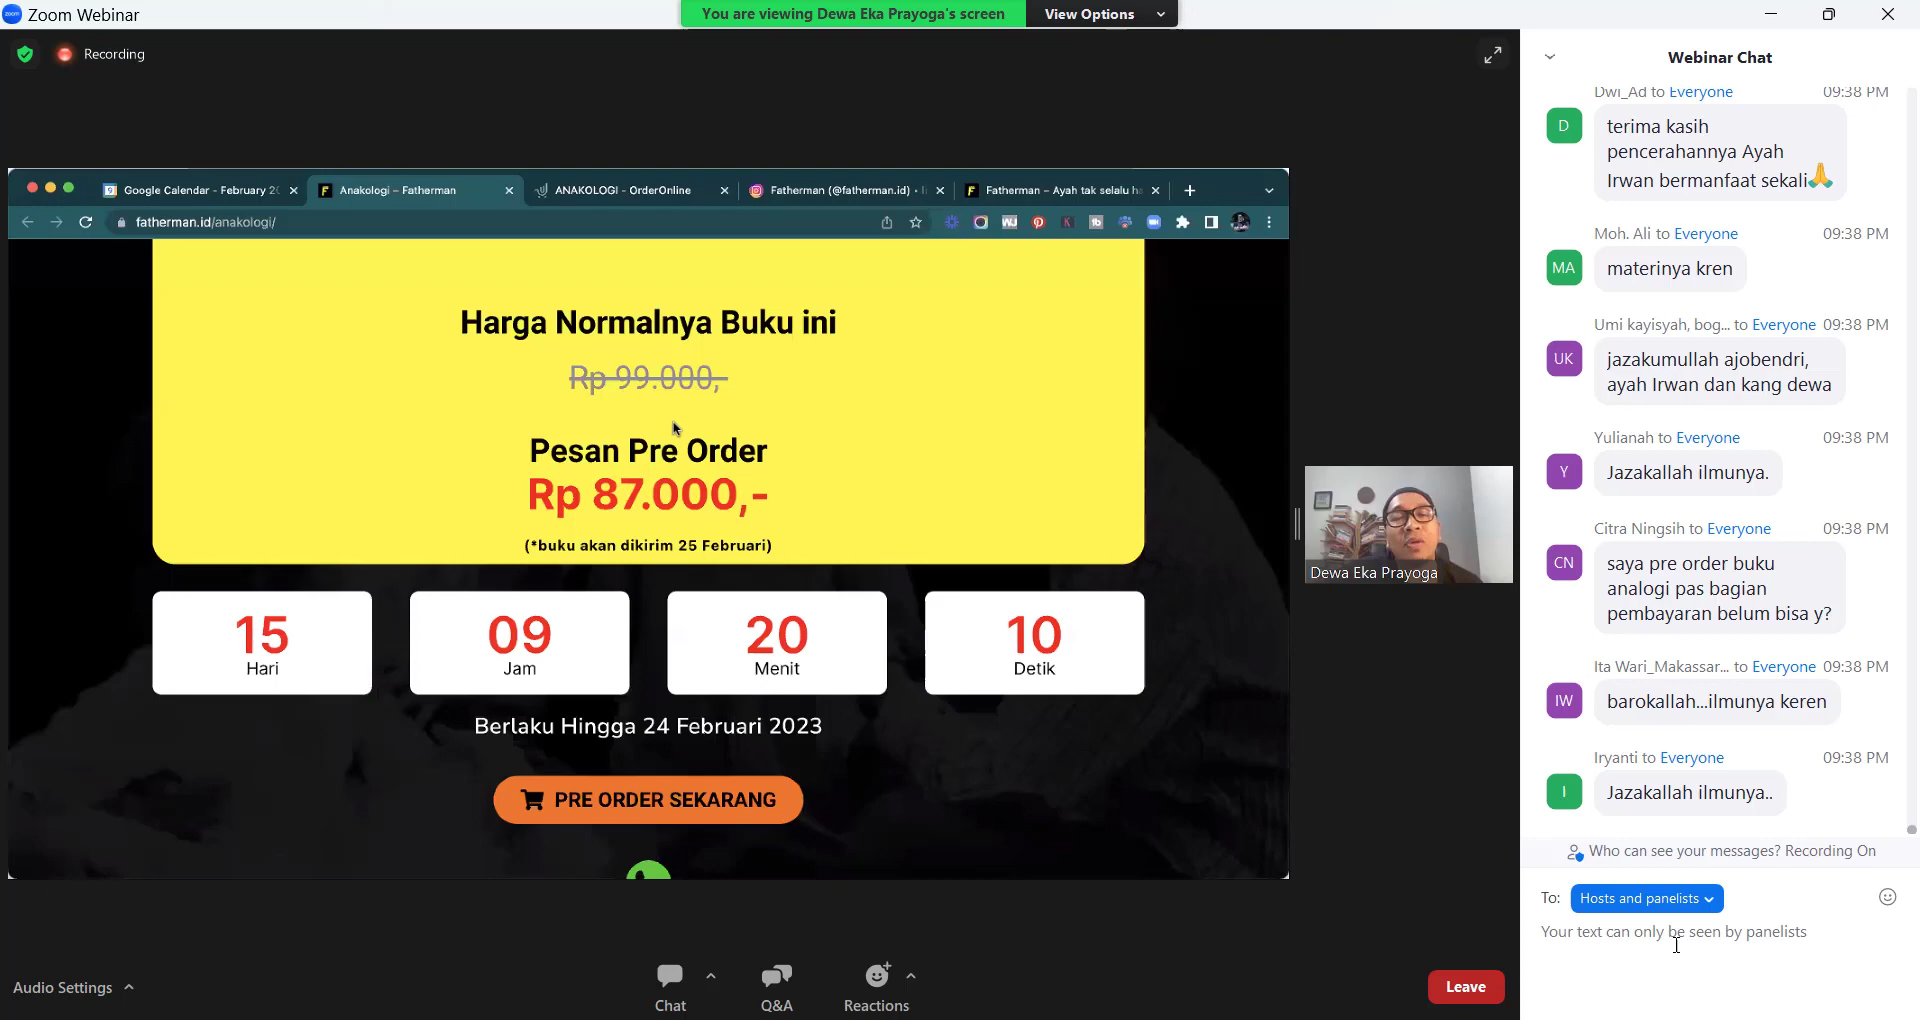 zoom Zoom Webinar
You are viewing Dewa Eka Prayoga's screen
View Options
Recording
Google Calendar - February 2
Anakologi – Fatherman
ANAKOLOGI - OrderOnline
Fatherman (@fatherman.id) •
Fatherman – Ayah tak selalu ha
fatherman.id/anakologi/
Harga Normalnya Buku ini
Rp 99.000,-
Pesan Pre Order
Rp 87.000,-
(*buku akan dikirim 25 Februari)
15
Hari
09
Jam
20
Menit
10
Detik
Berlaku Hingga 24 Februari 2023
PRE ORDER SEKARANG
Dewa Eka Prayoga
Audio Settings
Chat
Q&A
Reactions
Leave
Webinar Chat
Dwi_Ad to Everyone 09:38 PM
D
terima kasih
pencerahannya Ayah
Irwan bermanfaat sekali🙏
Moh. Ali to Everyone 09:38 PM
MA
materinya kren
Umi kayisyah, bog... to Everyone 09:38 PM
UK
jazakumullah ajobendri,
ayah Irwan dan kang dewa
Yulianah to Everyone 09:38 PM
Y
Jazakallah ilmunya.
Citra Ningsih to Everyone 09:38 PM
CN
saya pre order buku
analogi pas bagian
pembayaran belum bisa y?
Ita Wari_Makassar... to Everyone 09:38 PM
IW
barokallah...ilmunya keren
Iryanti to Everyone 09:38 PM
I
Jazakallah ilmunya..
Who can see your messages? Recording On
To: Hosts and panelists
Your text can only be seen by panelists